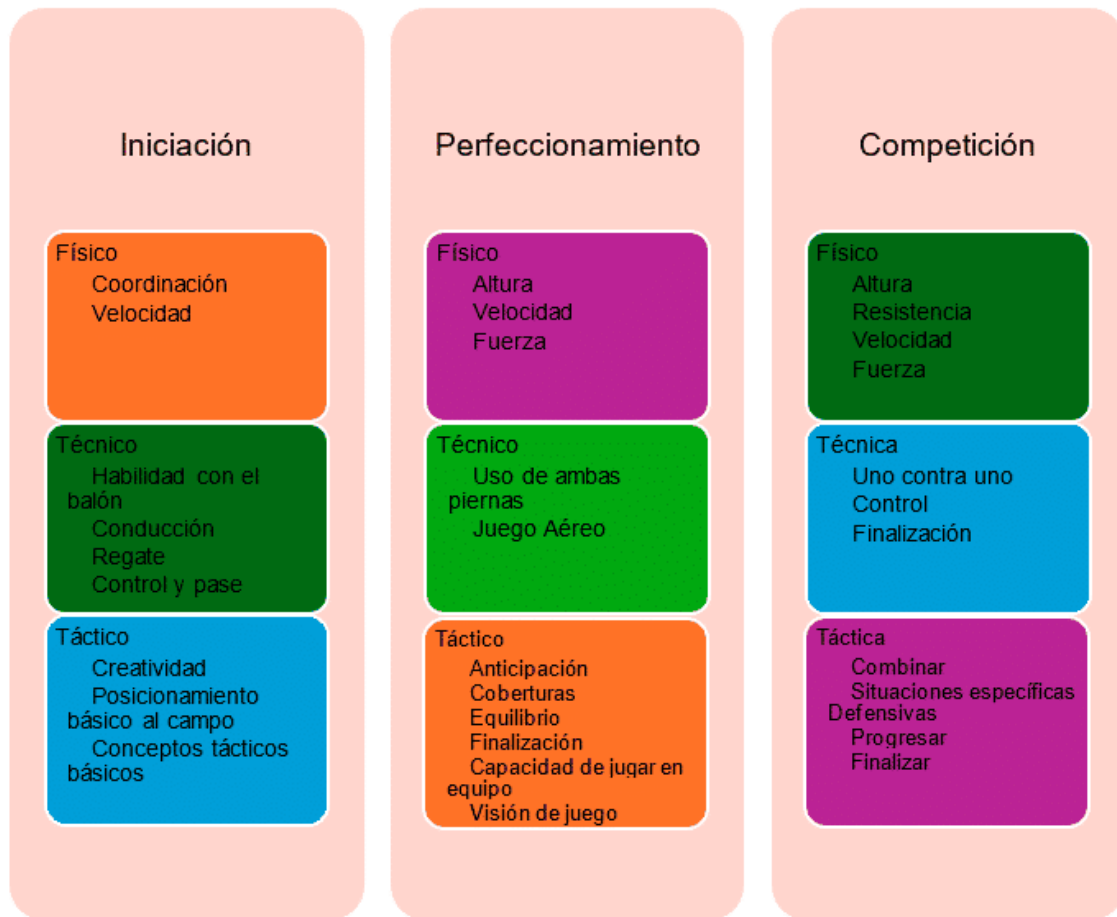 Iniciación
Físico
Coordinación
Velocidad
Técnico
Habilidad con el
balón
Conducción
Regate
Control y pase
Táctico
Creatividad
Posicionamiento
básico al campo
Conceptos tácticos
básicos
Perfeccionamiento
Físico
Altura
Velocidad
Fuerza
Técnico
Uso de ambas
piernas
Juego Aéreo
Táctico
Anticipación
Coberturas
Equilibrio
Finalización
Capacidad de jugar en
equipo
Visión de juego
Competición
Físico
Altura
Resistencia
Velocidad
Fuerza
Técnica
Uno contra uno
Control
Finalización
Táctica
Combinar
Situaciones específicas
Defensivas
Progresar
Finalizar